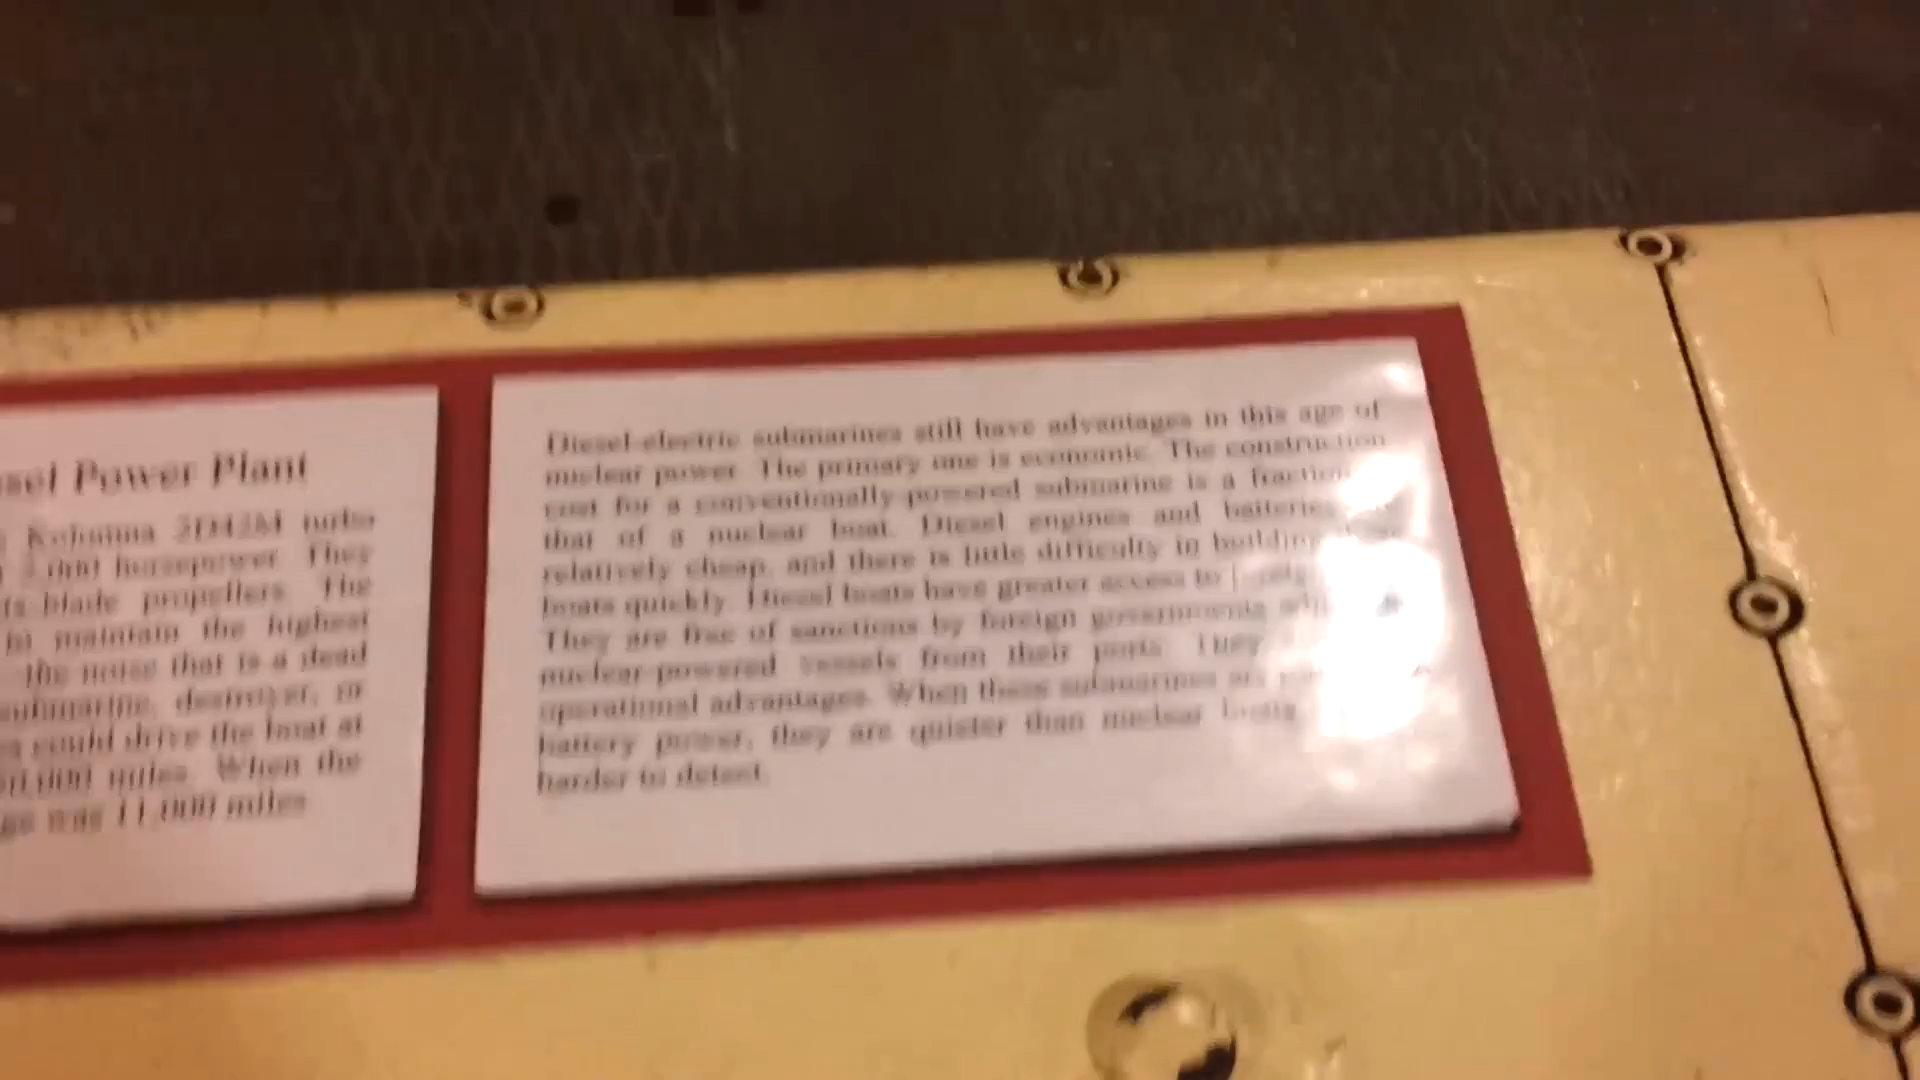 sel Power Plant
Kolomna 2D42M turbo
2,000 horsepower. They
blade propellers. The
to maintain the highest
the noise that is a dead
submarine, destroyer, or
could drive the boat at
miles. When the
was 11,000 miles
Diesel-electric submarines still have advantages in this age of
nuclear power. The primary one is economic. The construction
cost for a conventionally-powered submarine is a fraction
that of a nuclear boat. Diesel engines and batteries
relatively cheap, and there is little difficulty in building
boats quickly. Diesel boats have greater access to
They are free of sanctions by foreign governments
nuclear-powered vessels from their ports. They
operational advantages. When these submarines are
battery power, they are quieter than nuclear boats
harder to detect.